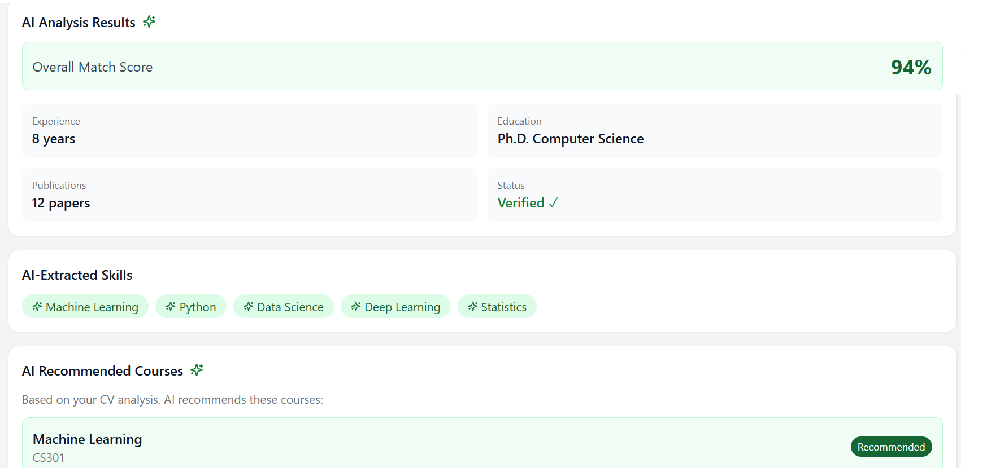 AI Analysis Results
Overall Match Score 94%
Experience Education
8 years Ph.D. Computer Science
Publications Status
12 papers Verified ✓
AI-Extracted Skills
Machine Learning Python Data Science Deep Learning Statistics
AI Recommended Courses
Based on your CV analysis, AI recommends these courses:
Machine Learning
Recommended
CS301